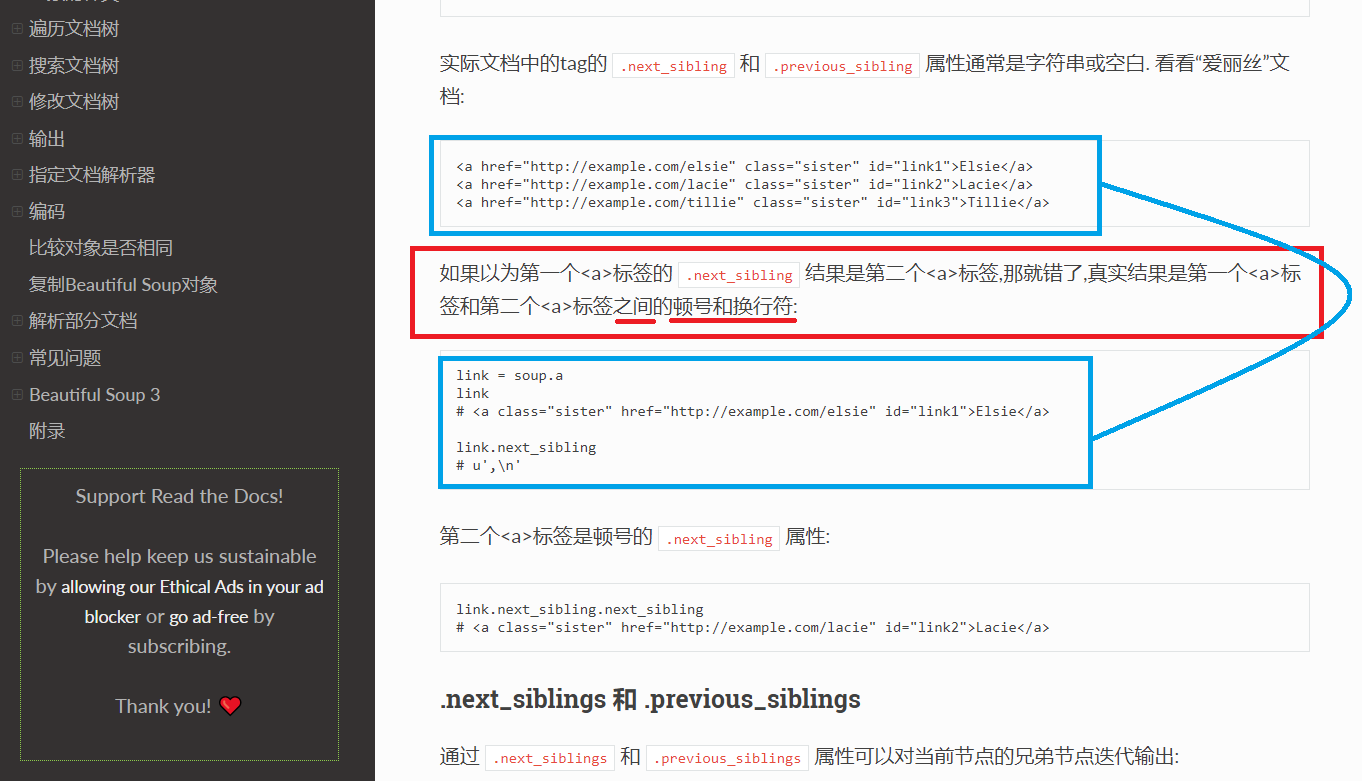 遍历文档树
搜索文档树
修改文档树
输出
指定文档解析器
编码
比较对象是否相同
复制Beautiful Soup对象
解析部分文档
常见问题
Beautiful Soup 3
附录
Support Read the Docs!
Please help keep us sustainable
by allowing our Ethical Ads in your ad
blocker or go ad-free by
subscribing.
Thank you!
实际文档中的tag的 .next_sibling 和 .previous_sibling 属性通常是字符串或空白. 看看“爱丽丝”文
档:
<a href="http://example.com/elsie" class="sister" id="link1">Elsie</a>
<a href="http://example.com/lacie" class="sister" id="link2">Lacie</a>
<a href="http://example.com/tillie" class="sister" id="link3">Tillie</a>
如果以为第一个<a>标签的 .next_sibling 结果是第二个<a>标签,那就错了,真实结果是第一个<a>标
签和第二个<a>标签之间的顿号和换行符:
link = soup.a
link
# <a class="sister" href="http://example.com/elsie" id="link1">Elsie</a>
link.next_sibling
# u',\n'
第二个<a>标签是顿号的 .next_sibling 属性:
link.next_sibling.next_sibling
# <a class="sister" href="http://example.com/lacie" id="link2">Lacie</a>
.next_siblings 和 .previous_siblings
通过 .next_siblings 和 .previous_siblings 属性可以对当前节点的兄弟节点迭代输出: